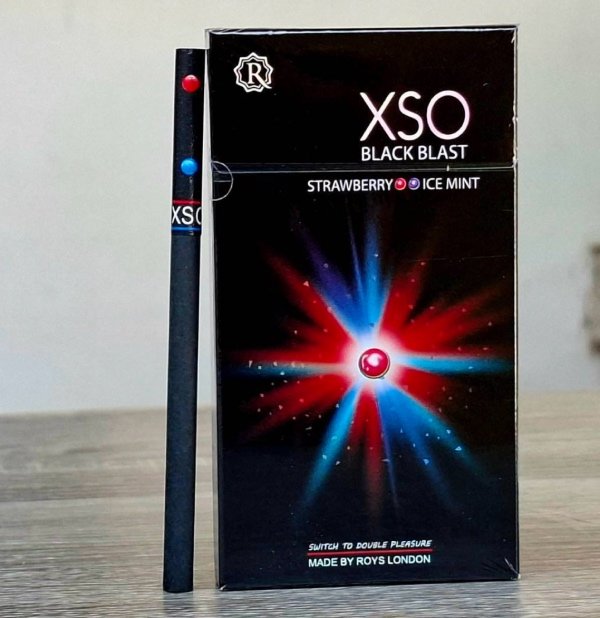 R
XSO
BLACK BLAST
STRAWBERRY ICE MINT
XSO
SWITCH TO DOUBLE PLEASURE
MADE BY ROYS LONDON